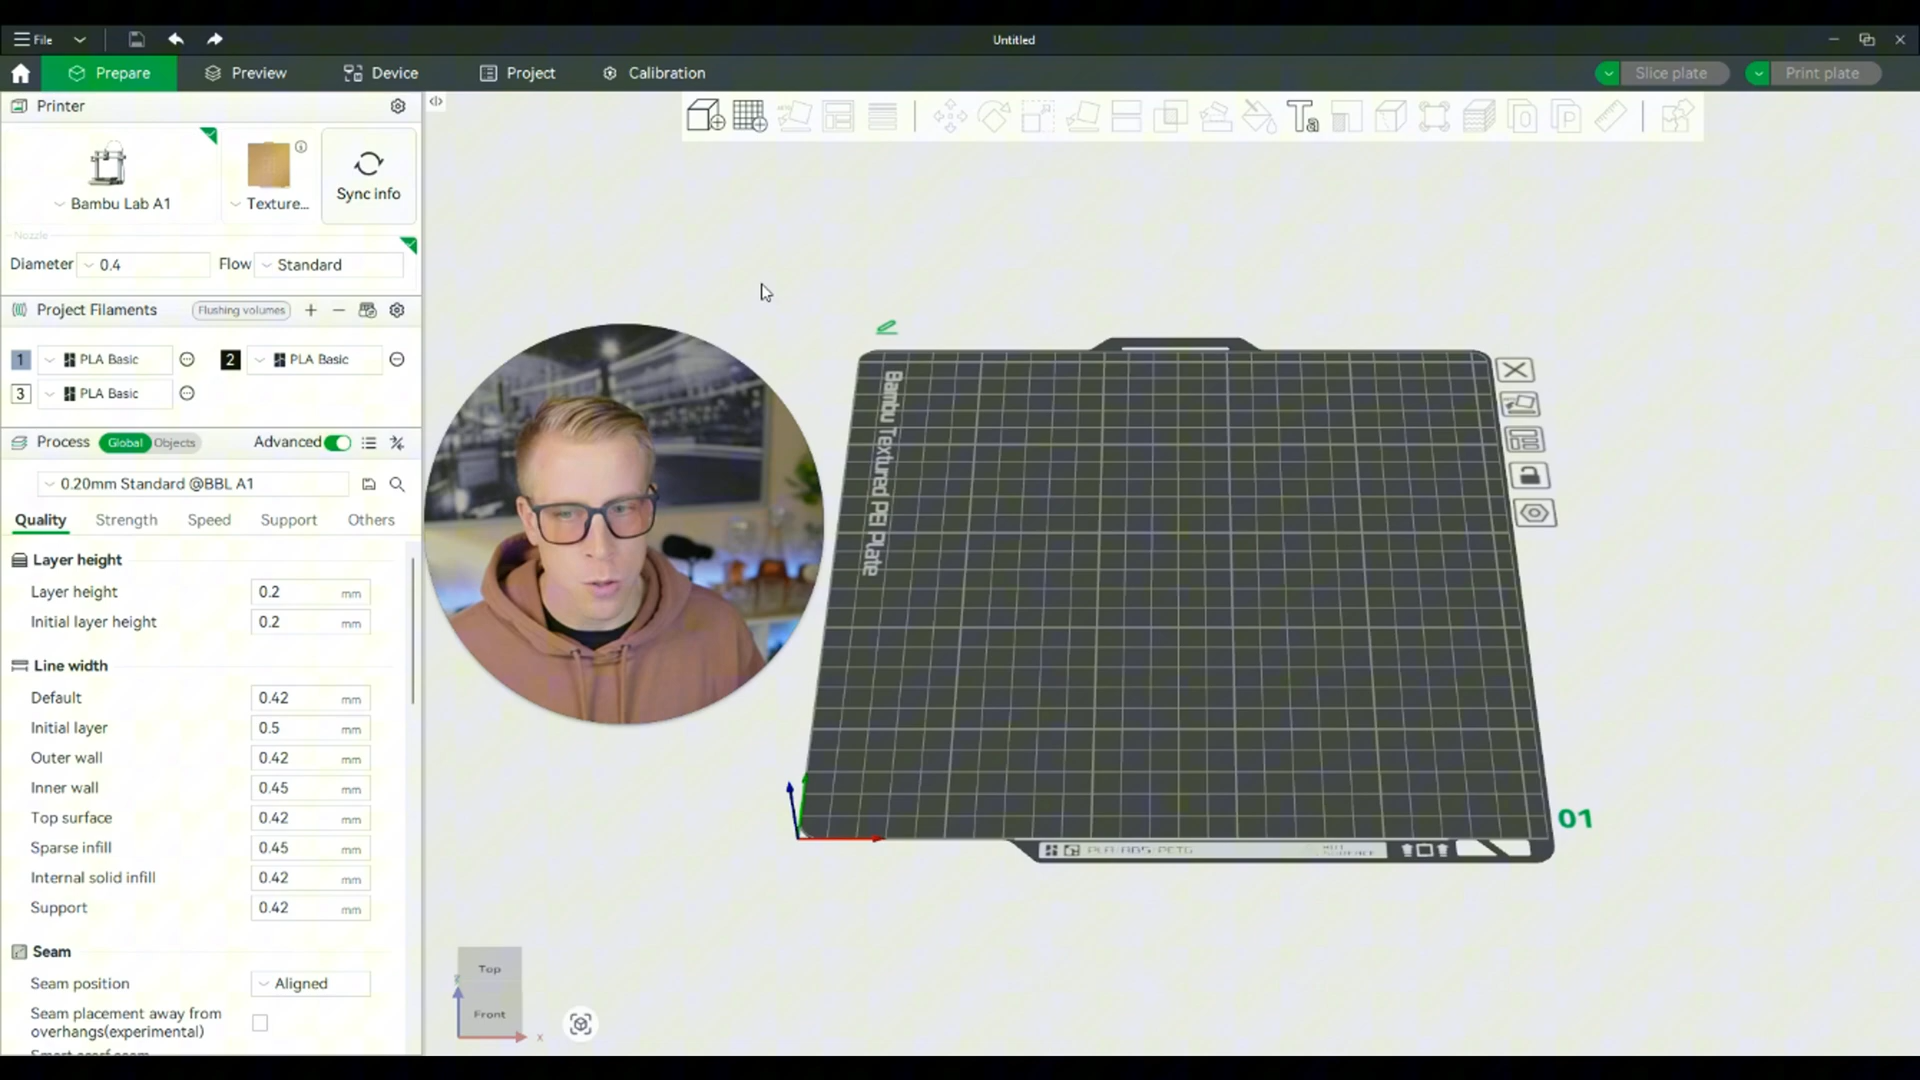 File
Untitled
Prepare
Preview
Device
Project
Calibration
Slice plate
Print plate
Printer
Bambu Lab A1
Texture...
Sync info
Nozzle
Diameter 0.4 Flow Standard
Project Filaments Flushing volumes
1 PLA Basic 2 PLA Basic
3 PLA Basic
Process Global Objects Advanced
0.20mm Standard @BBL A1
Quality Strength Speed Support Others
Layer height
Layer height 0.2 mm
Initial layer height 0.2 mm
Line width
Default 0.42 mm
Initial layer 0.5 mm
Outer wall 0.42 mm
Inner wall 0.45 mm
Top surface 0.42 mm
Sparse infill 0.45 mm
Internal solid infill 0.42 mm
Support 0.42 mm
Seam
Seam position Aligned
Seam placement away from
overhangs(experimental)
Ta
Bambu Textured PEI Plate
01
PLA/ABS/PETG
Top
Front
x